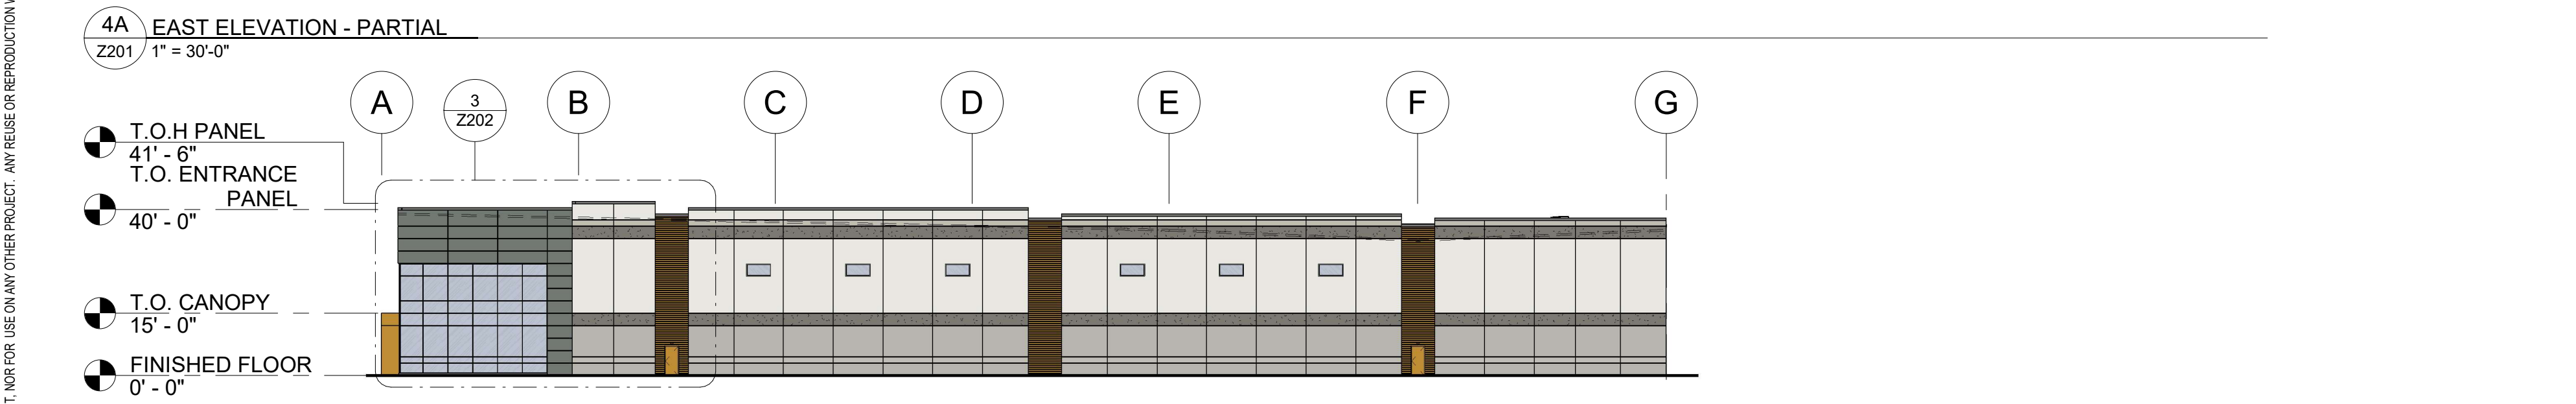 4A
Z201
EAST ELEVATION - PARTIAL
1" = 30'-0"
A
3
Z202
B
C
D
E
F
G
T.O.H PANEL
41' - 6"
T.O. ENTRANCE
PANEL
40' - 0"
T.O. CANOPY
15' - 0"
FINISHED FLOOR
0' - 0"
T, NOR FOR USE ON ANY OTHER PROJECT. ANY REUSE OR REPRODUCTION